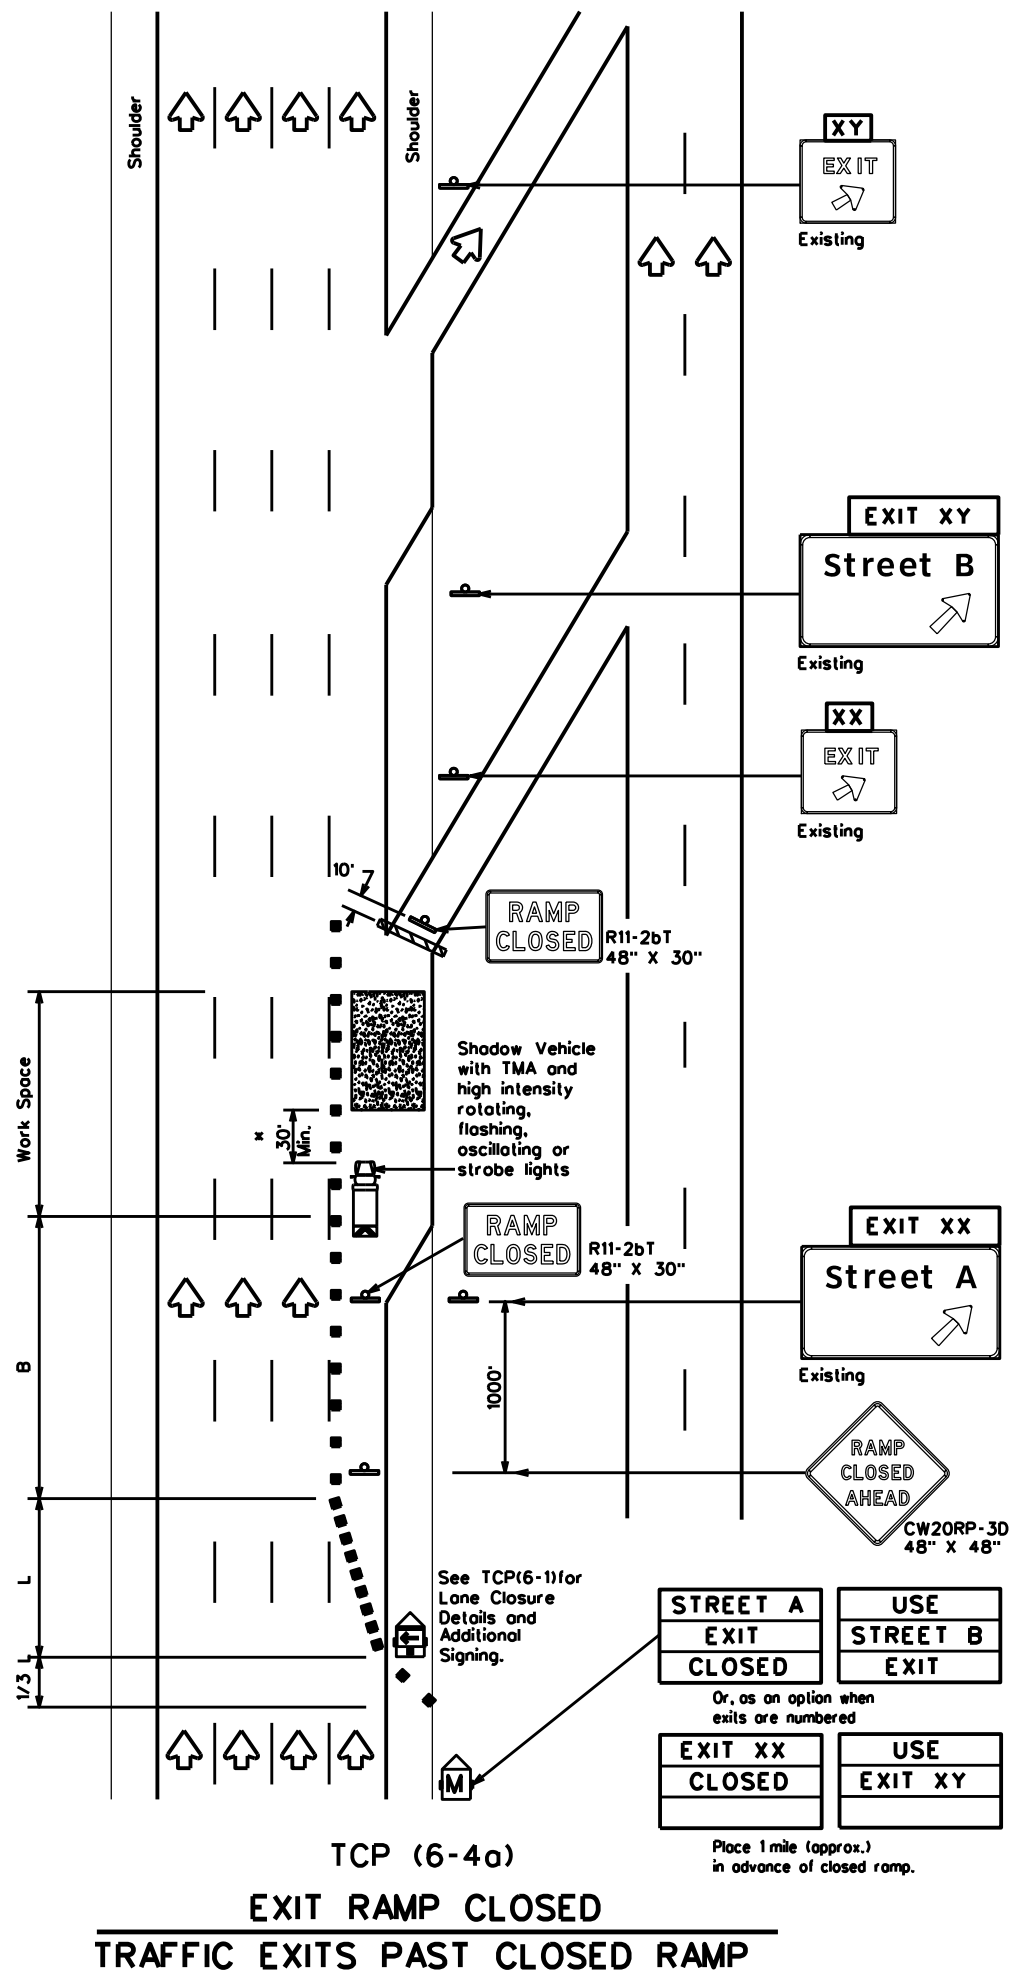 Shoulder
Shoulder
XY
EXIT
Existing
EXIT XY
Street B
Existing
XX
EXIT
Existing
10'
RAMP
CLOSED
R11-2bT
48" X 30"
Work Space
x
30'
Min.
Shadow Vehicle
with TMA and
high intensity
rotating,
flashing,
oscillating or
strobe lights
RAMP
CLOSED
R11-2bT
48" X 30"
EXIT XX
Street A
Existing
B
1000'
RAMP
CLOSED
AHEAD
CW20RP-3D
48" X 48"
L
See TCP(6-1)for
Lane Closure
Details and
Additional
Signing.
1/3 L
STREET A
EXIT
CLOSED
USE
STREET B
EXIT
Or, as an option when
exits are numbered
EXIT XX
CLOSED
USE
EXIT XY
M
Place 1 mile (approx.)
in advance of closed ramp.
TCP (6-4a)
EXIT RAMP CLOSED
TRAFFIC EXITS PAST CLOSED RAMP